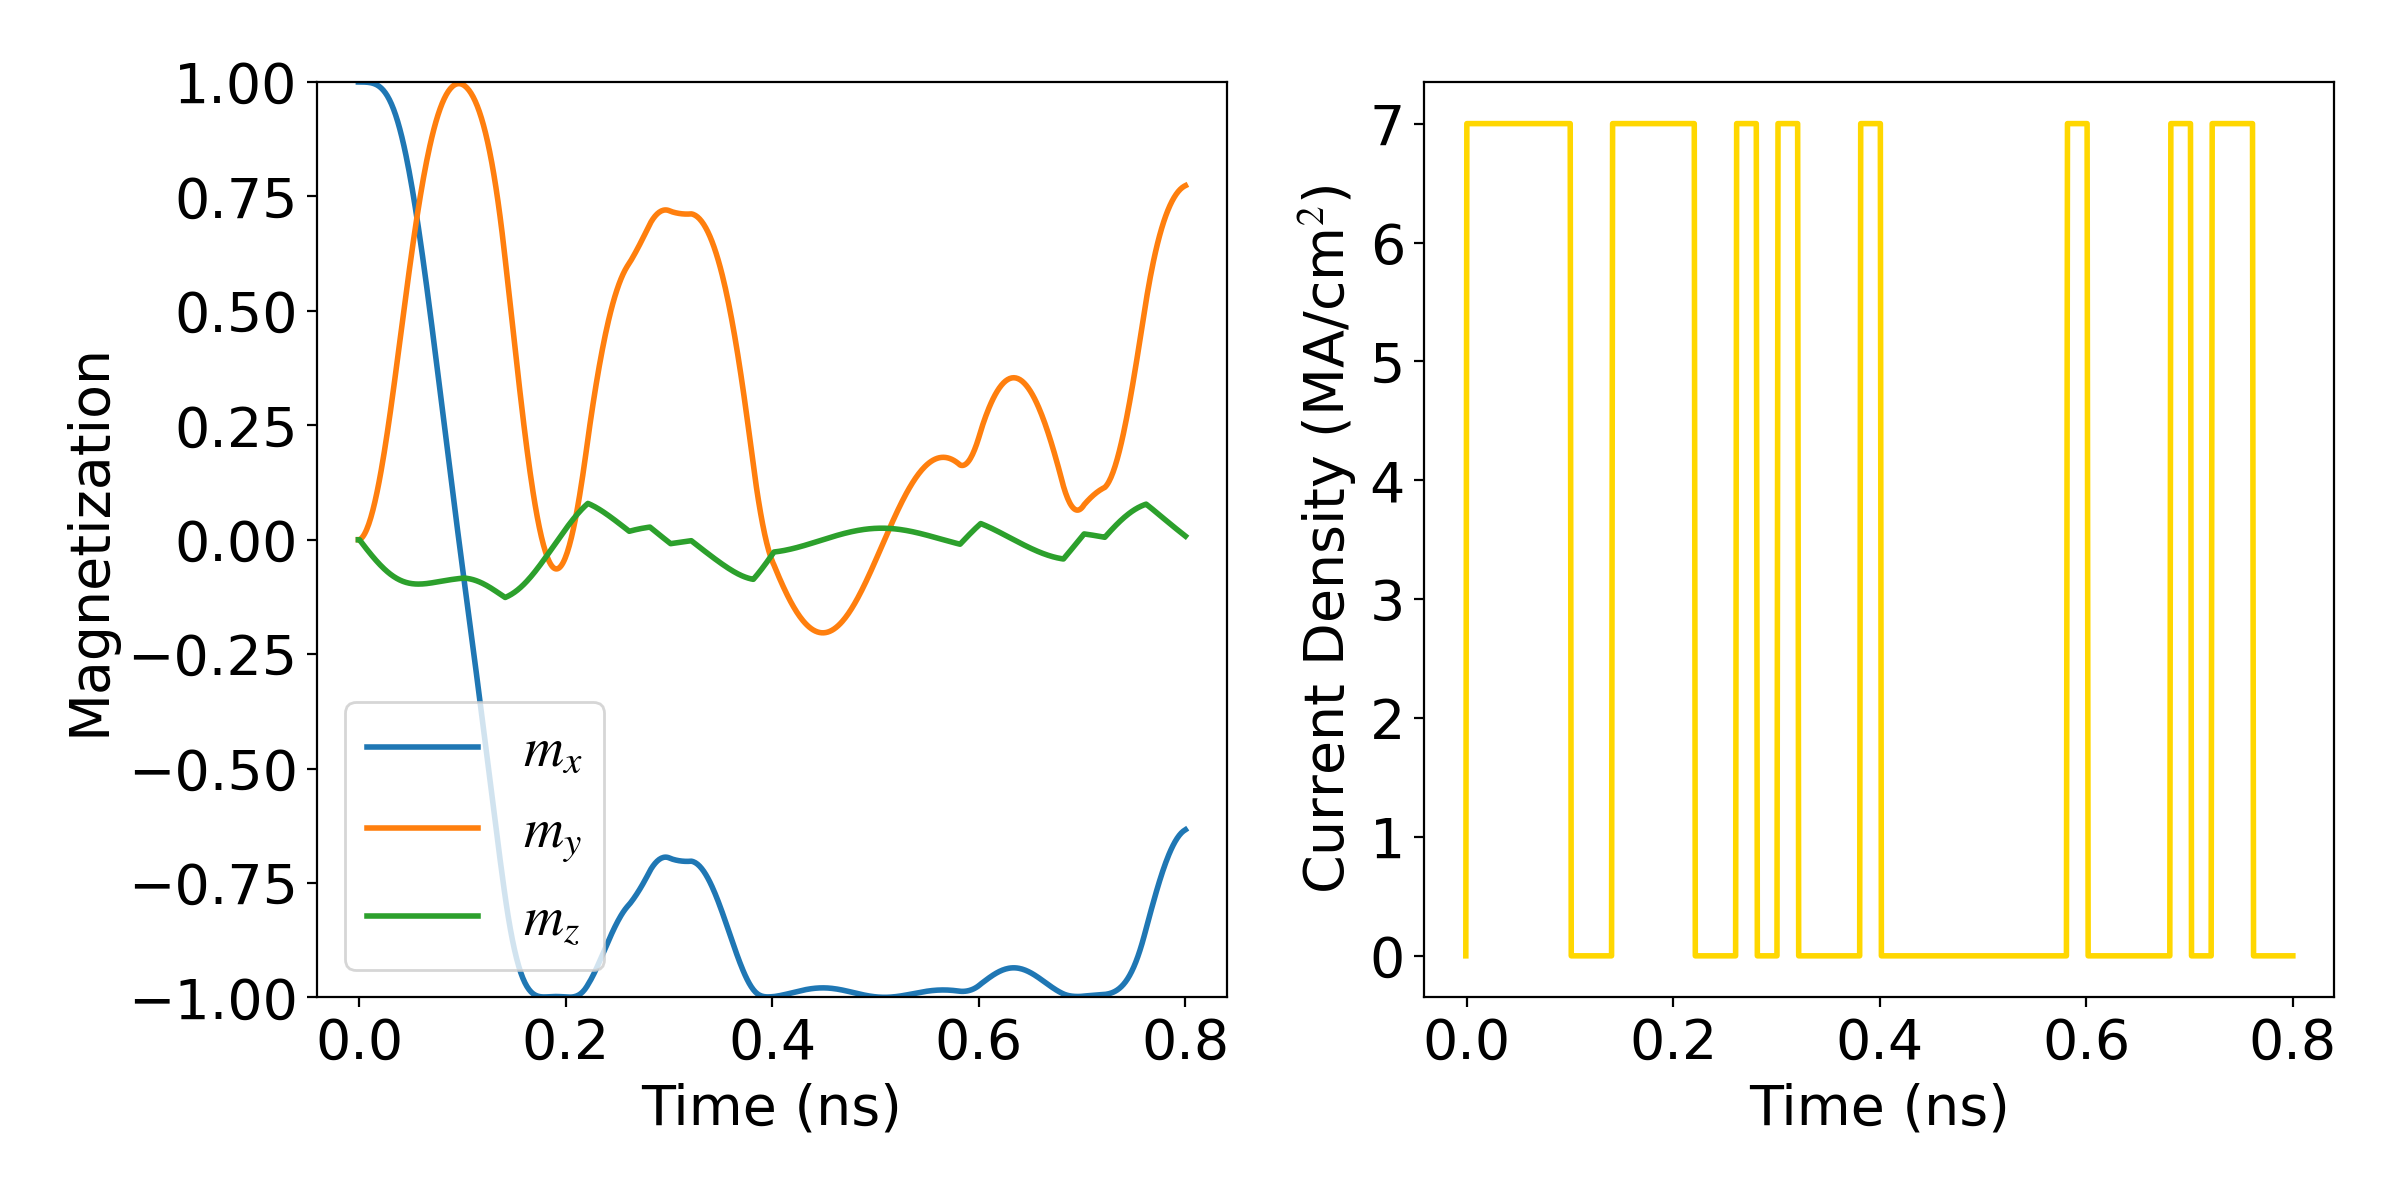 1.00
0.75
0.50
0.25
0.00
−0.25
−0.50
−0.75
−1.00
Magnetization
m_x
m_y
m_z
0.0 0.2 0.4 0.6 0.8
Time (ns)
7
6
5
4
3
2
1
0
Current Density (MA/cm²)
0.0 0.2 0.4 0.6 0.8
Time (ns)